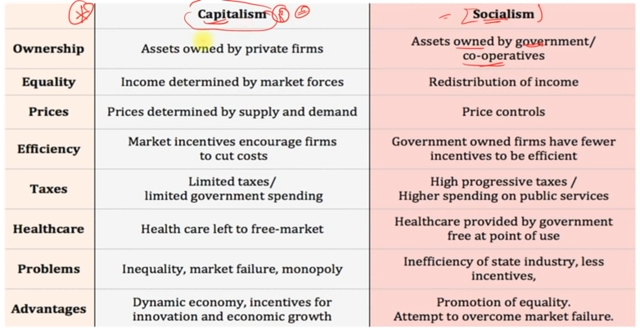 Capitalism
Socialism
Ownership
Assets owned by private firms
Assets owned by government/
co-operatives
Equality
Income determined by market forces
Redistribution of income
Prices
Prices determined by supply and demand
Price controls
Efficiency
Market incentives encourage firms
to cut costs
Government owned firms have fewer
incentives to be efficient
Taxes
Limited taxes/
limited government spending
High progressive taxes /
Higher spending on public services
Healthcare
Health care left to free-market
Healthcare provided by government
free at point of use
Problems
Inequality, market failure, monopoly
Inefficiency of state industry, less
incentives,
Advantages
Dynamic economy, incentives for
innovation and economic growth
Promotion of equality.
Attempt to overcome market failure.